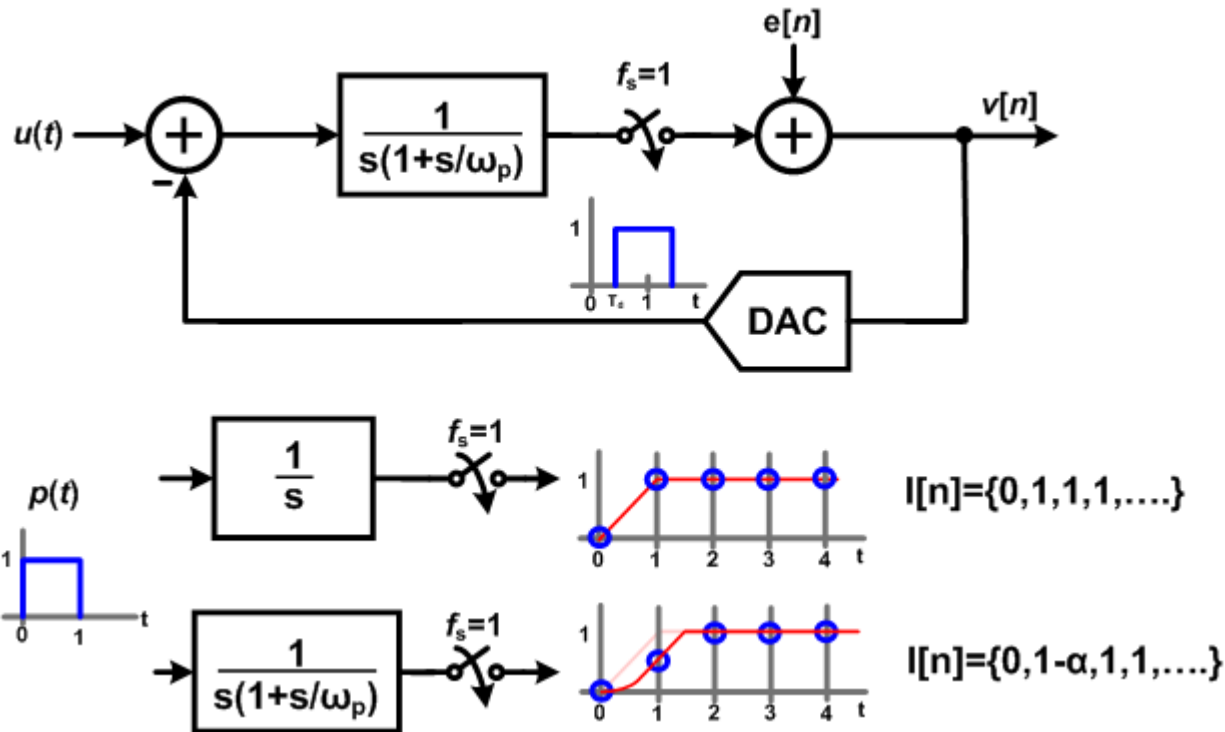 e[n]
fs=1
v[n]
u(t)
+
+
−
1
s(1+s/ωp)
1
0
Td
1
t
DAC
p(t)
1
0
1
t
1
s
fs=1
1
0
1
2
3
4
t
l[n]={0,1,1,1,....}
1
s(1+s/ωp)
fs=1
1
0
1
2
3
4
t
l[n]={0,1-α,1,1,....}